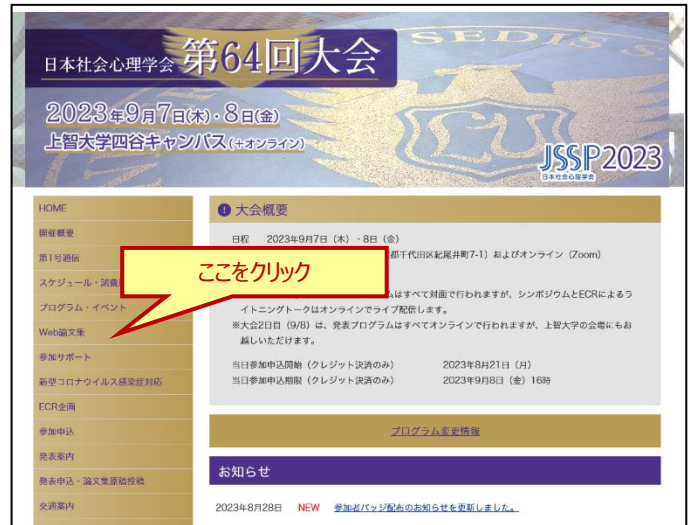 SEDIS S
日本社会心理学会 第64回大会
2023年9月7日(木)・8日(金)
上智大学四谷キャンパス(+オンライン)
JSSP2023
日本社会心理学会
HOME
開催概要
第1号通信
スケジュール・諸費
プログラム・イベント
Web論文集
参加サポート
新型コロナウイルス感染症対応
ECR企画
参加申込
発表案内
発表申込・論文集原稿投稿
交通案内
ここをクリック
大会概要
日程 2023年9月7日(木)・8日(金)
都千代田区紀尾井町7-1)およびオンライン(Zoom)
ムはすべて対面で行われますが、シンポジウムとECRによるラ
イトニングトークはオンラインでライブ配信します。
※大会2日目(9/8)は、発表プログラムはすべてオンラインで行われますが、上智大学の会場にもお
越しいただけます。
当日参加申込開始(クレジット決済のみ) 2023年8月21日(月)
当日参加申込期限(クレジット決済のみ) 2023年9月8日(金)16時
プログラム変更情報
お知らせ
2023年8月28日 NEW 参加者バッジ配布のお知らせを更新しました。